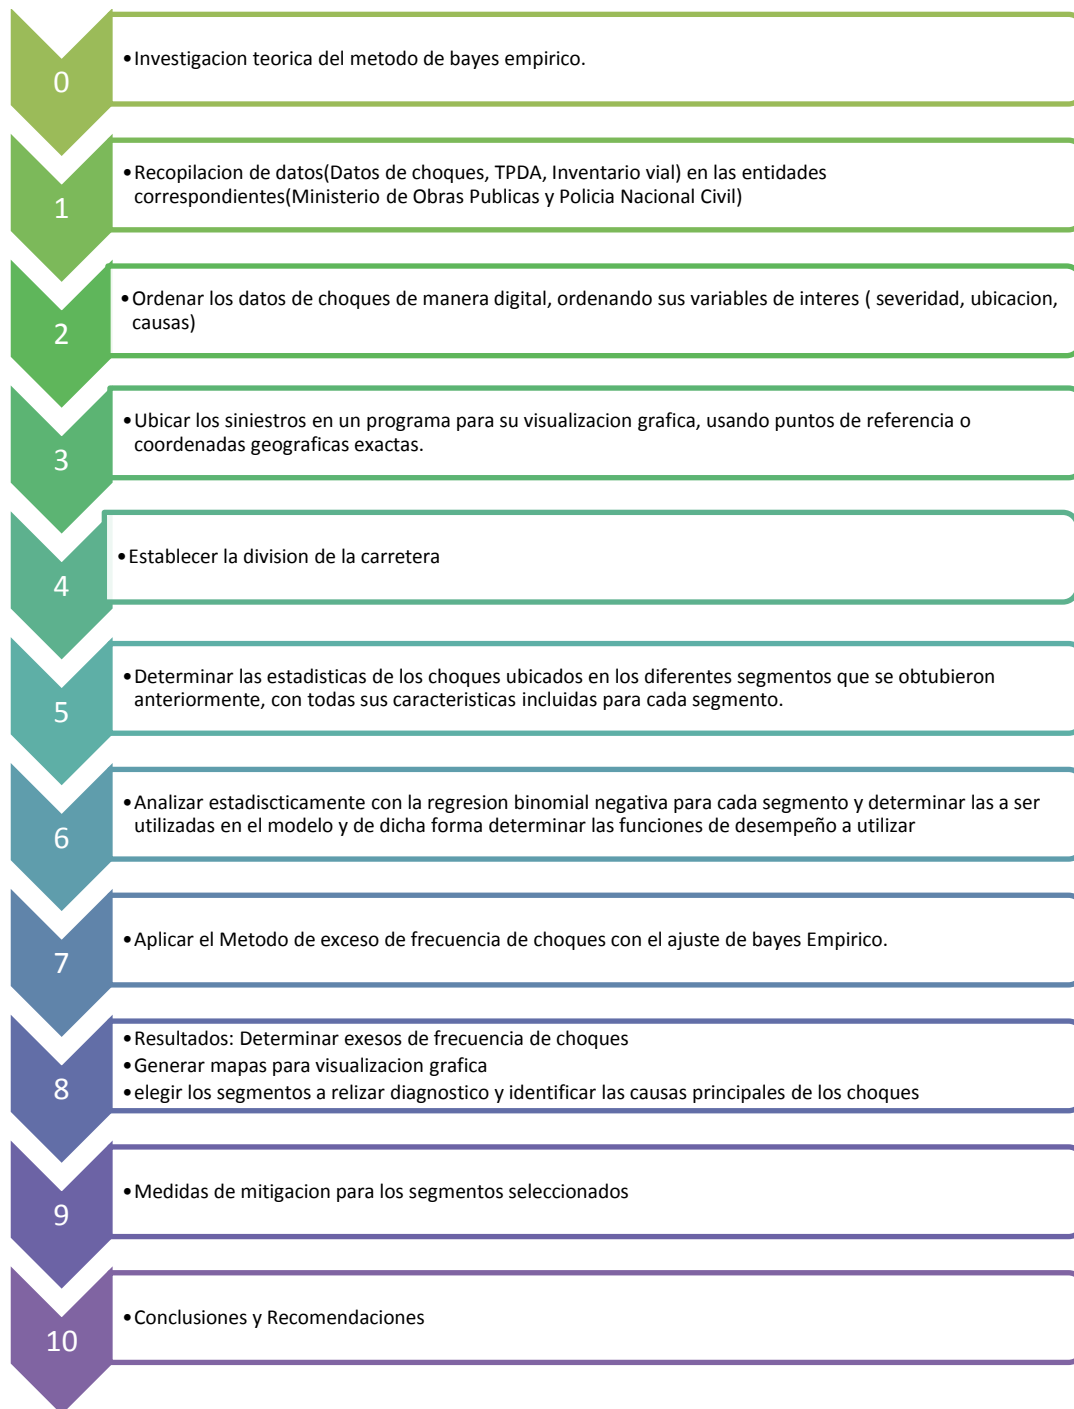 0
•Investigacion teorica del metodo de bayes empirico.
1
•Recopilacion de datos(Datos de choques, TPDA, Inventario vial) en las entidades
correspondientes(Ministerio de Obras Publicas y Policia Nacional Civil)
2
•Ordenar los datos de choques de manera digital, ordenando sus variables de interes ( severidad, ubicacion,
causas)
3
•Ubicar los siniestros en un programa para su visualizacion grafica, usando puntos de referencia o
coordenadas geograficas exactas.
4
•Establecer la division de la carretera
5
•Determinar las estadisticas de los choques ubicados en los diferentes segmentos que se obtubieron
anteriormente, con todas sus caracteristicas incluidas para cada segmento.
6
•Analizar estadiscticamente con la regresion binomial negativa para cada segmento y determinar las a ser
utilizadas en el modelo y de dicha forma determinar las funciones de desempeño a utilizar
7
•Aplicar el Metodo de exceso de frecuencia de choques con el ajuste de bayes Empirico.
8
•Resultados: Determinar exesos de frecuencia de choques
•Generar mapas para visualizacion grafica
•elegir los segmentos a relizar diagnostico y identificar las causas principales de los choques
9
•Medidas de mitigacion para los segmentos seleccionados
10
•Conclusiones y Recomendaciones